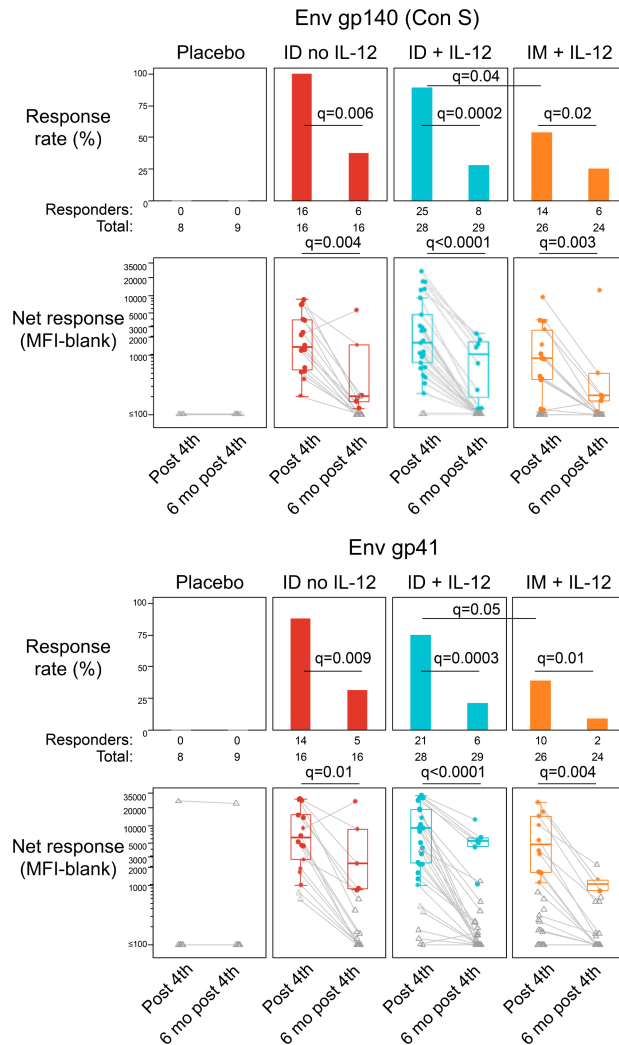 Env gp140 (Con S)
Placebo
ID no IL-12
ID + IL-12
IM + IL-12
Response
rate (%)
100
75
50
25
0
q=0.006
q=0.04
q=0.0002
q=0.02
Responders: 0 0 16 6 25 8 14 6
Total: 8 9 16 16 28 29 26 24
q=0.004
q<0.0001
q=0.003
Net response
(MFI-blank)
35000
20000
10000
5000
3000
2000
1000
≤100
Post 4th
6 mo post 4th
Post 4th
6 mo post 4th
Post 4th
6 mo post 4th
Post 4th
6 mo post 4th
Env gp41
Placebo
ID no IL-12
ID + IL-12
IM + IL-12
Response
rate (%)
100
75
50
25
0
q=0.009
q=0.05
q=0.0003
q=0.01
Responders: 0 0 14 5 21 6 10 2
Total: 8 9 16 16 28 29 26 24
q=0.01
q<0.0001
q=0.004
Net response
(MFI-blank)
35000
20000
10000
5000
3000
2000
1000
≤100
Post 4th
6 mo post 4th
Post 4th
6 mo post 4th
Post 4th
6 mo post 4th
Post 4th
6 mo post 4th